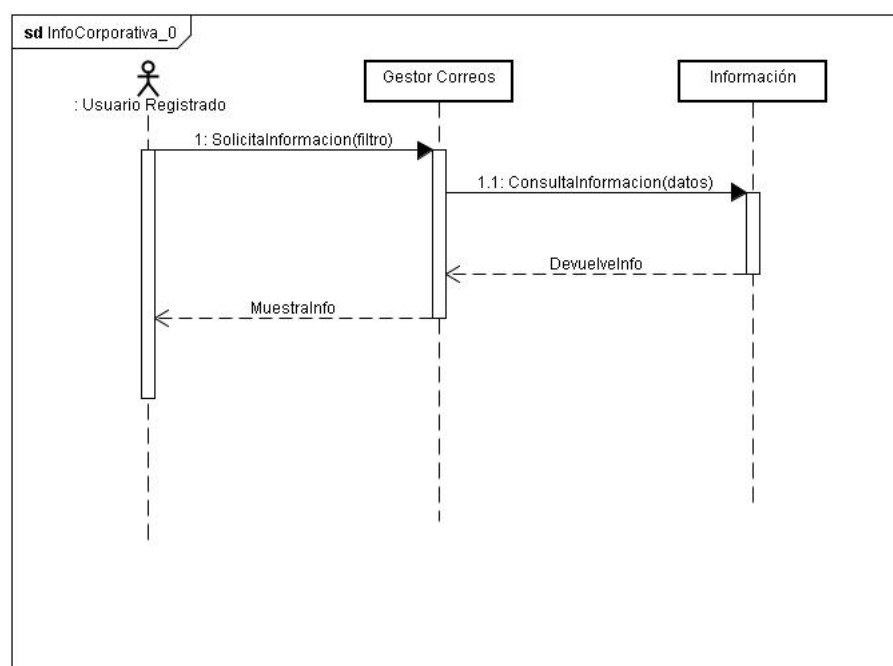 sd InfoCorporativa_0
: Usuario Registrado
Gestor Correos
Información
1: SolicitaInformacion(filtro)
1.1: ConsultaInformacion(datos)
DevuelveInfo
MuestraInfo